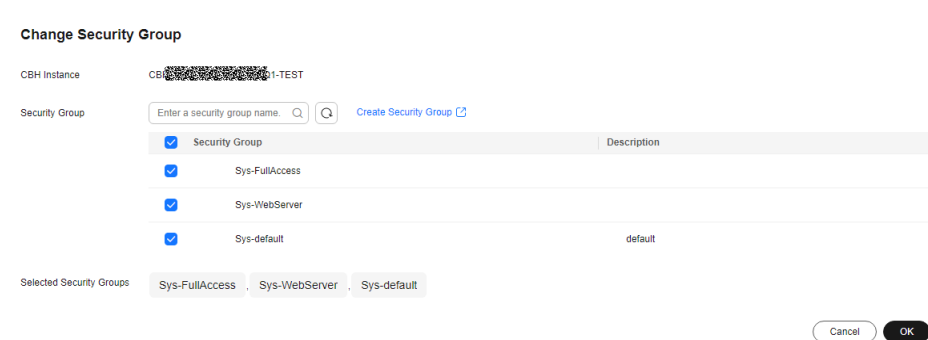 Change Security Group
CBH Instance CB 1-TEST
Security Group Enter a security group name. Create Security Group
Security Group Description
Sys-FullAccess
Sys-WebServer
Sys-default default
Selected Security Groups Sys-FullAccess , Sys-WebServer , Sys-default
Cancel OK